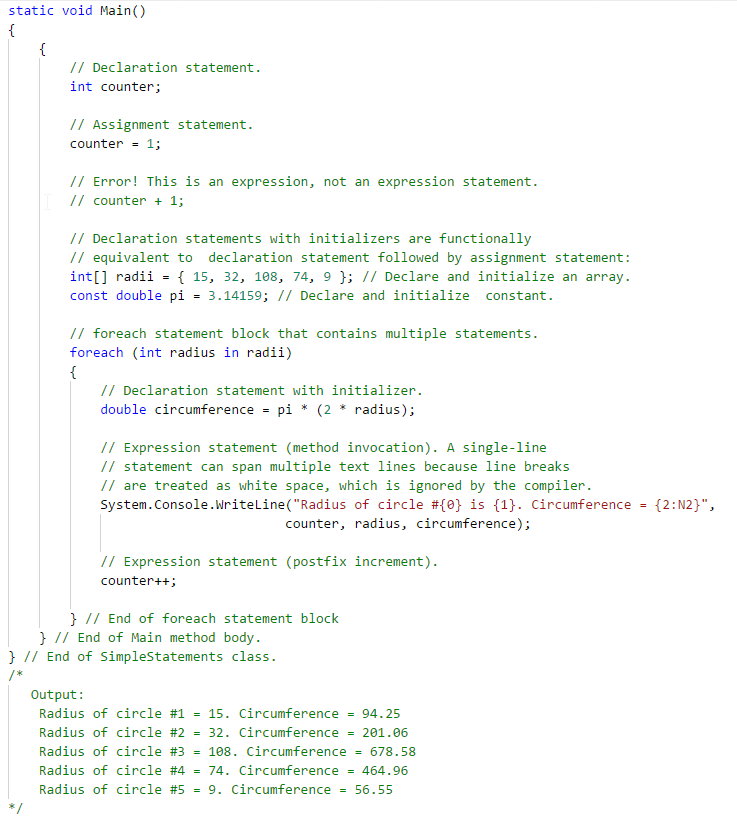 static void Main()
{
    {
        // Declaration statement.
        int counter;

        // Assignment statement.
        counter = 1;

        // Error! This is an expression, not an expression statement.
        // counter + 1;

        // Declaration statements with initializers are functionally
        // equivalent to  declaration statement followed by assignment statement:
        int[] radii = { 15, 32, 108, 74, 9 }; // Declare and initialize an array.
        const double pi = 3.14159; // Declare and initialize  constant.

        // foreach statement block that contains multiple statements.
        foreach (int radius in radii)
        {
            // Declaration statement with initializer.
            double circumference = pi * (2 * radius);

            // Expression statement (method invocation). A single-line
            // statement can span multiple text lines because line breaks
            // are treated as white space, which is ignored by the compiler.
            System.Console.WriteLine("Radius of circle #{0} is {1}. Circumference = {2:N2}",
                                    counter, radius, circumference);

            // Expression statement (postfix increment).
            counter++;

        } // End of foreach statement block
    } // End of Main method body.
} // End of SimpleStatements class.
/*
   Output:
    Radius of circle #1 = 15. Circumference = 94.25
    Radius of circle #2 = 32. Circumference = 201.06
    Radius of circle #3 = 108. Circumference = 678.58
    Radius of circle #4 = 74. Circumference = 464.96
    Radius of circle #5 = 9. Circumference = 56.55
*/